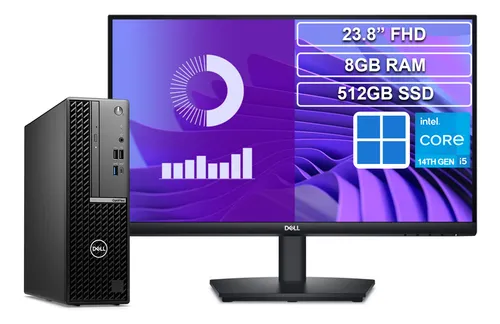 23.8” FHD
8GB RAM
512GB SSD
intel.
CORE
14TH GEN i5
DELL
DELL